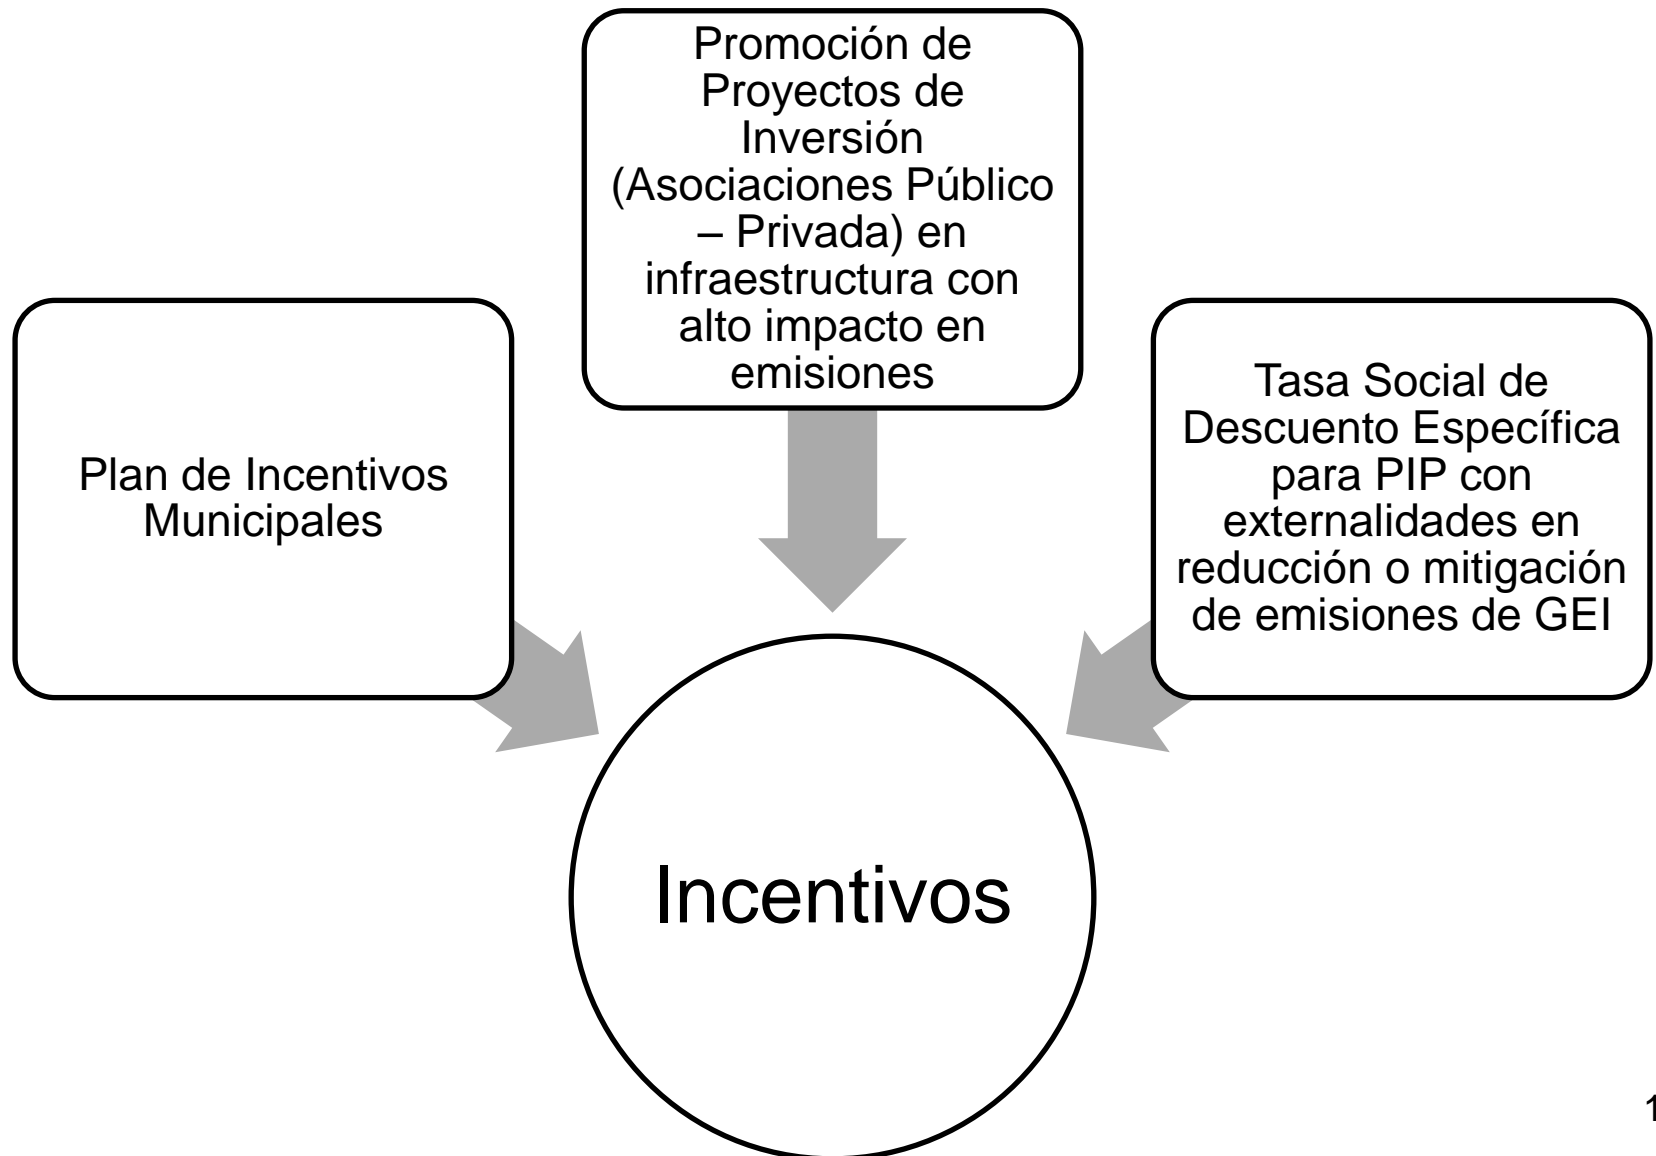 Promoción de
Proyectos de
Inversión
(Asociaciones Público
– Privada) en
infraestructura con
alto impacto en
emisiones
Plan de Incentivos
Municipales
Tasa Social de
Descuento Específica
para PIP con
externalidades en
reducción o mitigación
de emisiones de GEI
Incentivos
1